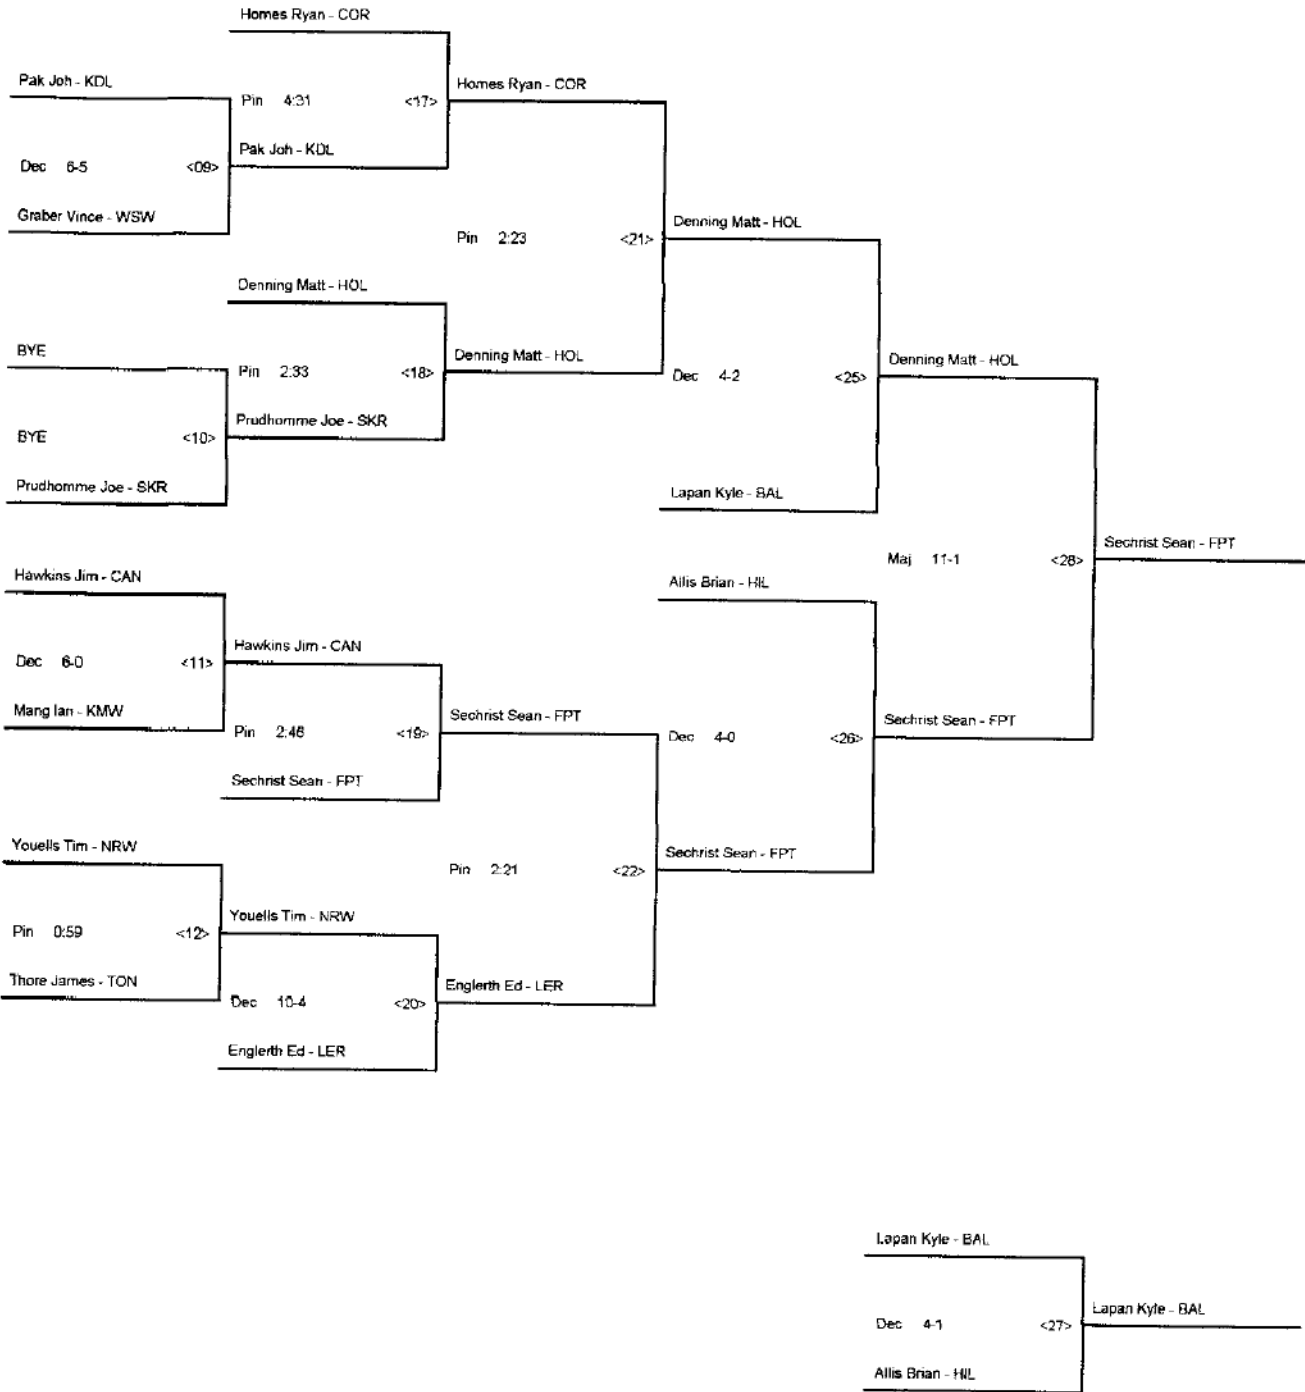 Homes Ryan - COR
Pak Joh - KDL
Homes Ryan - COR
Pin 4:31 <17>
Pak Joh - KDL
Dec 6-5 <09>
Graber Vince - WSW
Denning Matt - HOL
Pin 2:23 <21>
Denning Matt - HOL
BYE
Denning Matt - HOL
Denning Matt - HOL
Pin 2:33 <18>
Dec 4-2 <25>
Prudhomme Joe - SKR
BYE <10>
Prudhomme Joe - SKR
Lapan Kyle - BAL
Sechrist Sean - FPT
Maj 11-1 <28>
Hawkins Jim - CAN
Allis Brian - HIL
Hawkins Jim - CAN
Dec 6-0 <11>
Mang Ian - KMW
Sechrist Sean - FPT
Sechrist Sean - FPT
Pin 2:46 <19>
Dec 4-0 <26>
Sechrist Sean - FPT
Youells Tim - NRW
Sechrist Sean - FPT
Pin 2:21 <22>
Youells Tim - NRW
Pin 0:59 <12>
Thore James - TON
Englerth Ed - LER
Dec 10-4 <20>
Englerth Ed - LER
Lapan Kyle - BAL
Lapan Kyle - BAL
Dec 4-1 <27>
Allis Brian - HIL